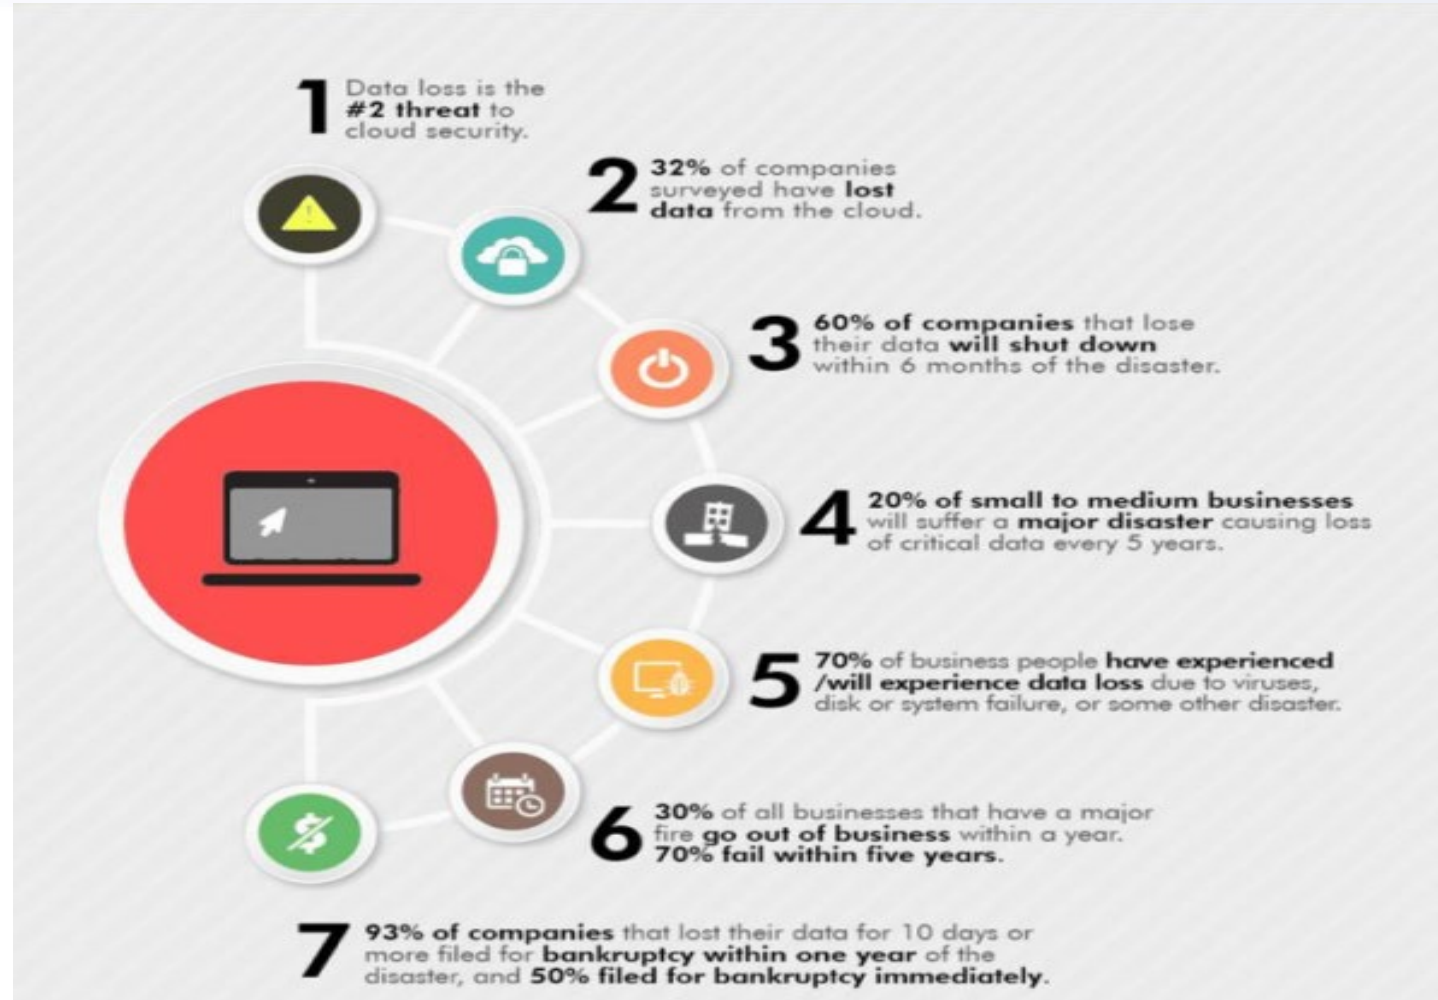 1
Data loss is the
#2 threat to
cloud security.
2
32% of companies
surveyed have lost
data from the cloud.
3
60% of companies that lose
their data will shut down
within 6 months of the disaster.
4
20% of small to medium businesses
will suffer a major disaster causing loss
of critical data every 5 years.
5
70% of business people have experienced
/will experience data loss due to viruses,
disk or system failure, or some other disaster.
6
30% of all businesses that have a major
fire go out of business within a year.
70% fail within five years.
7
93% of companies that lost their data for 10 days or
more filed for bankruptcy within one year of the
disaster, and 50% filed for bankruptcy immediately.